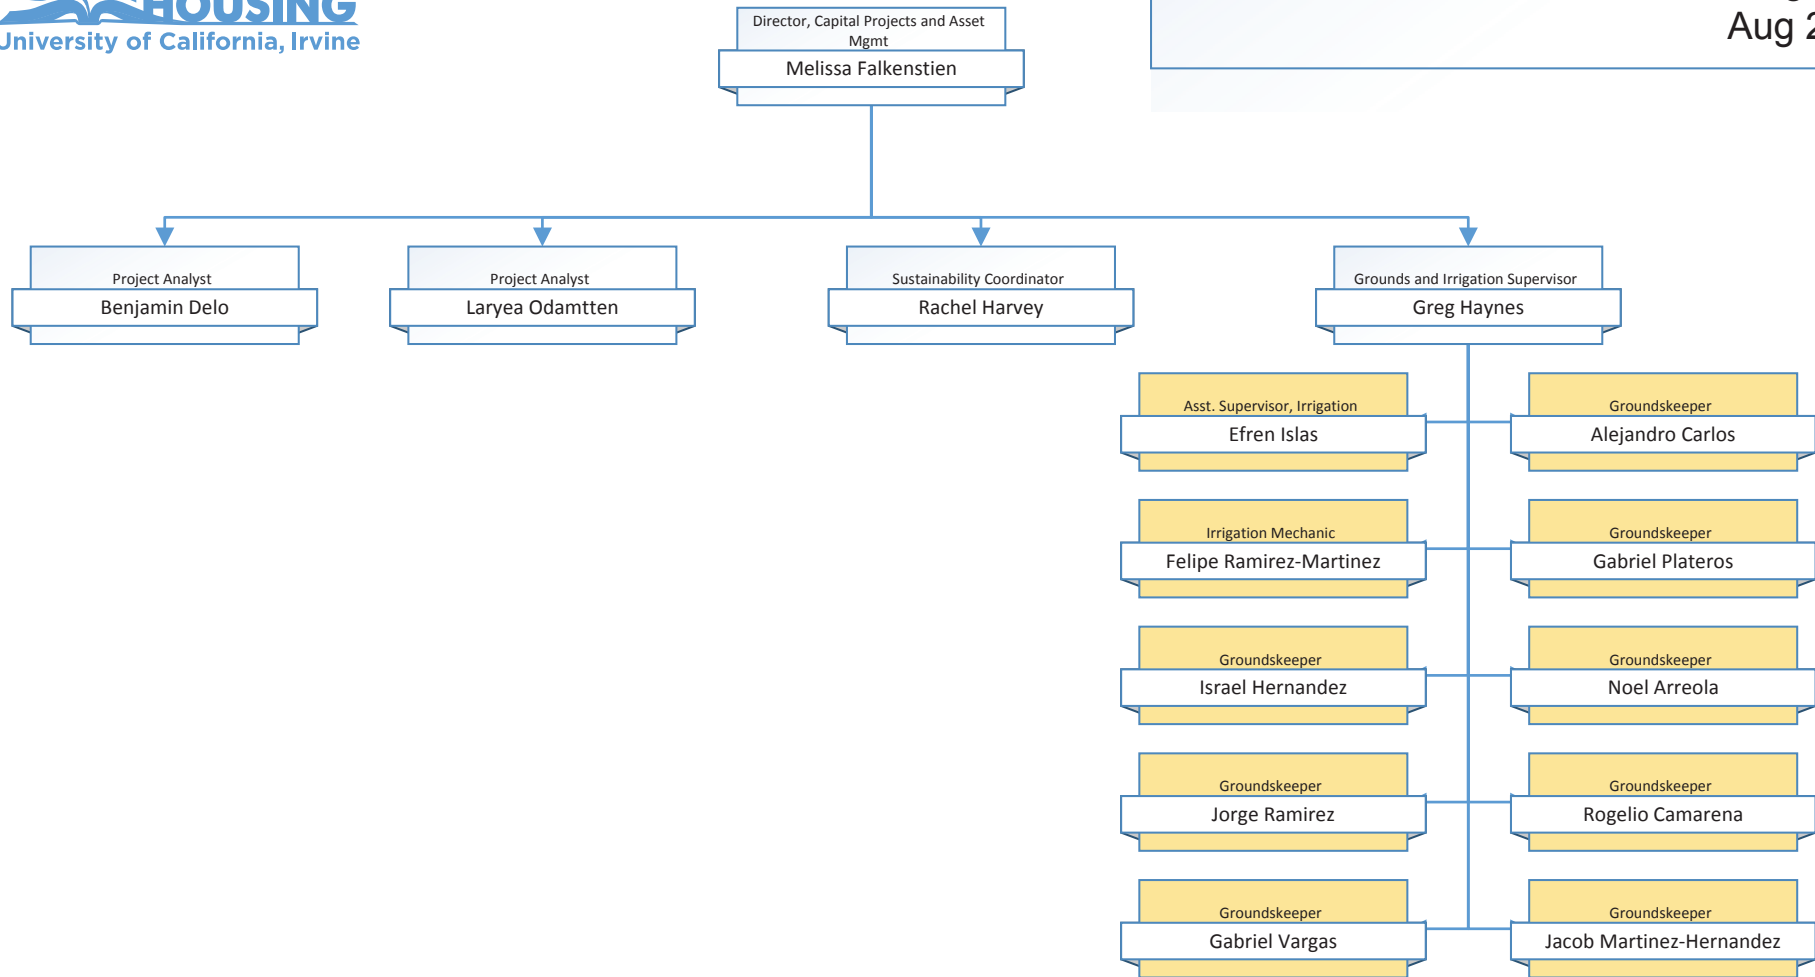 HOUSING
University of California, Irvine
Aug 2
Director, Capital Projects and Asset
Mgmt
Melissa Falkenstien
Project Analyst
Benjamin Delo
Project Analyst
Laryea Odamtten
Sustainability Coordinator
Rachel Harvey
Grounds and Irrigation Supervisor
Greg Haynes
Asst. Supervisor, Irrigation
Efren Islas
Groundskeeper
Alejandro Carlos
Irrigation Mechanic
Felipe Ramirez-Martinez
Groundskeeper
Gabriel Plateros
Groundskeeper
Israel Hernandez
Groundskeeper
Noel Arreola
Groundskeeper
Jorge Ramirez
Groundskeeper
Rogelio Camarena
Groundskeeper
Gabriel Vargas
Groundskeeper
Jacob Martinez-Hernandez